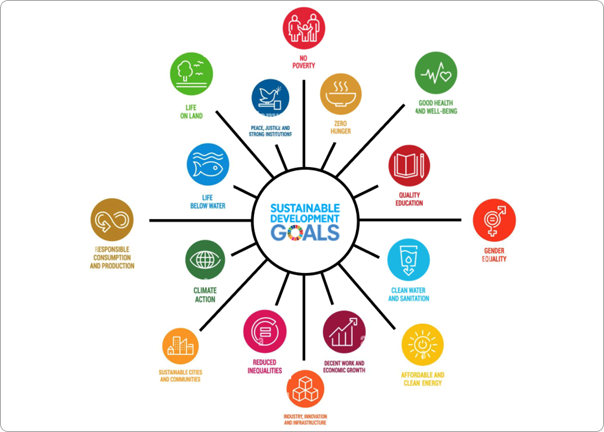 NO
POVERTY
LIFE
ON LAND
PEACE, JUSTICE AND
STRONG INSTITUTIONS
ZERO
HUNGER
GOOD HEALTH
AND WELL-BEING
LIFE
BELOW WATER
QUALITY
EDUCATION
SUSTAINABLE
DEVELOPMENT
GOALS
RESPONSIBLE
CONSUMPTION
AND PRODUCTION
GENDER
EQUALITY
CLIMATE
ACTION
CLEAN WATER
AND SANITATION
SUSTAINABLE CITIES
AND COMMUNITIES
REDUCED
INEQUALITIES
DECENT WORK AND
ECONOMIC GROWTH
AFFORDABLE AND
CLEAN ENERGY
INDUSTRY, INNOVATION
AND INFRASTRUCTURE